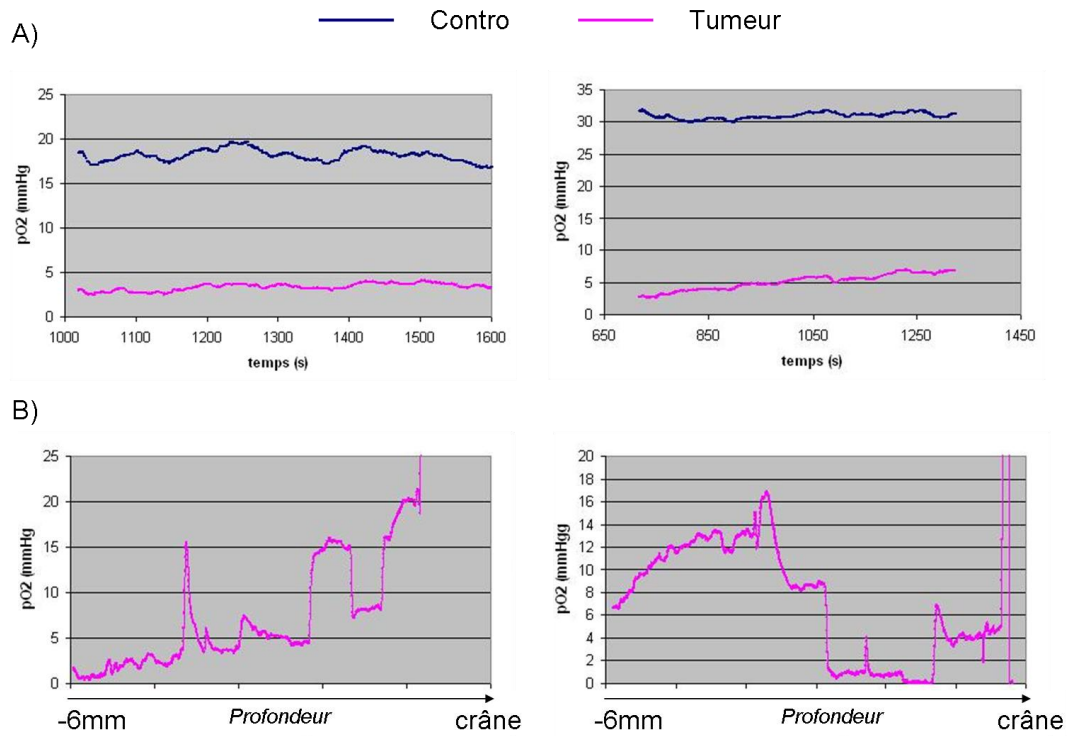 Contro Tumeur
A)
25
20
15
10
5
0
pO2 (mmHg)
1000 1100 1200 1300 1400 1500 1600
temps (s)
35
30
25
20
15
10
5
0
pO2 (mmHg)
650 850 1050 1250 1450
temps (s)
B)
25
20
15
10
5
0
pO2 (mmHg)
-6mm Profondeur crâne
20
18
16
14
12
10
8
6
4
2
0
pO2 (mmHgg)
-6mm Profondeur crâne